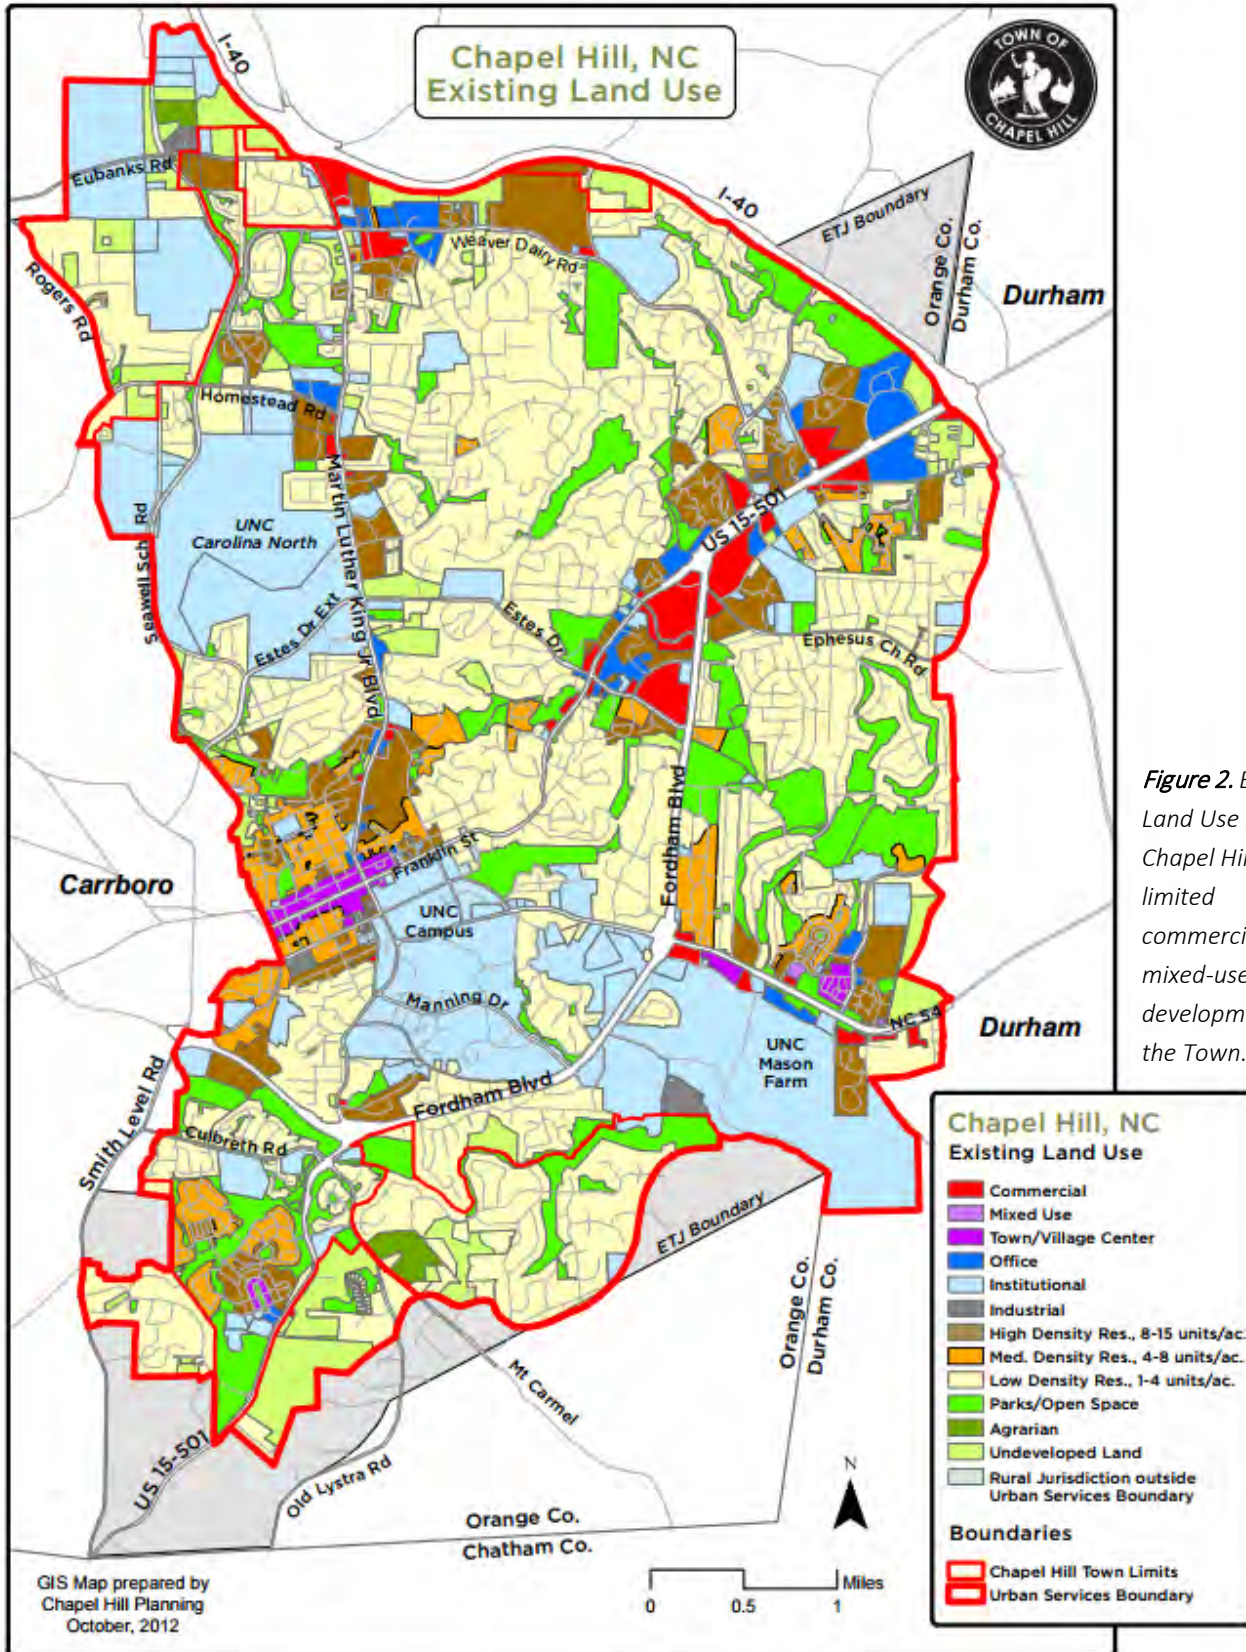 Chapel Hill, NC
Existing Land Use
TOWN OF
CHAPEL HILL
I-40
Eubanks Rd
I-40
ETJ Boundary
Orange Co.
Durham Co.
Weaver Dairy Rd
Durham
Rogers Rd
Homestead Rd
Martin Luther King Jr Blvd
US 15-501
UNC
Carolina North
Seawell Sch Rd
Estes Dr Ext
Estes Dr
Ephesus Ch Rd
Fordham Blvd
Franklin St
Carrboro
UNC
Campus
Manning Dr
NC 54
Durham
UNC
Mason
Farm
Fordham Blvd
Smith Level Rd
Culbreth Rd
ETJ Boundary
Orange Co.
Durham Co.
Mt Carmel
US 15-501
Old Lystra Rd
Orange Co.
Chatham Co.
N
Miles
0 0.5 1
GIS Map prepared by
Chapel Hill Planning
October, 2012
Figure 2. E
Land Use
Chapel Hil
limited
commerci
mixed-use
developm
the Town.
Chapel Hill, NC
Existing Land Use
Commercial
Mixed Use
Town/Village Center
Office
Institutional
Industrial
High Density Res., 8-15 units/ac.
Med. Density Res., 4-8 units/ac.
Low Density Res., 1-4 units/ac.
Parks/Open Space
Agrarian
Undeveloped Land
Rural Jurisdiction outside
Urban Services Boundary
Boundaries
Chapel Hill Town Limits
Urban Services Boundary